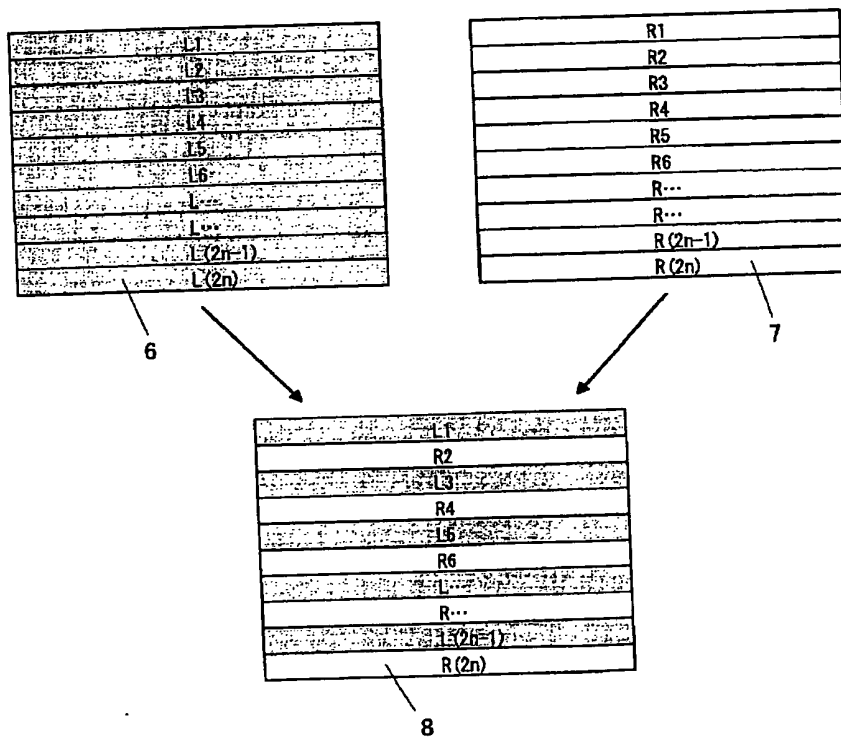 L1
L2
L3
L4
L5
L6
L…
L…
L(2n-1)
L(2n)
6
R1
R2
R3
R4
R5
R6
R…
R…
R(2n-1)
R(2n)
7
L1
R2
L3
R4
L5
R6
L…
R…
L(2n-1)
R(2n)
8